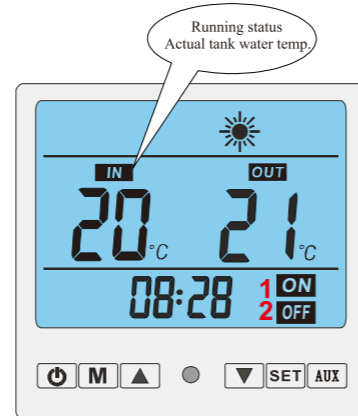 Running status
Actual tank water temp.
IN OUT
20 °C 21 °C
08:28 1 ON
2 OFF
M SET AUX